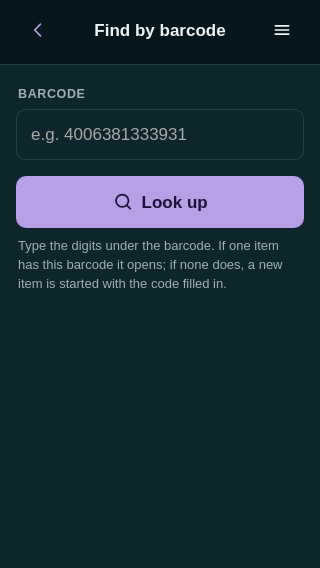 Find by barcode
BARCODE
e.g. 4006381333931
Look up
Type the digits under the barcode. If one item
has this barcode it opens; if none does, a new
item is started with the code filled in.